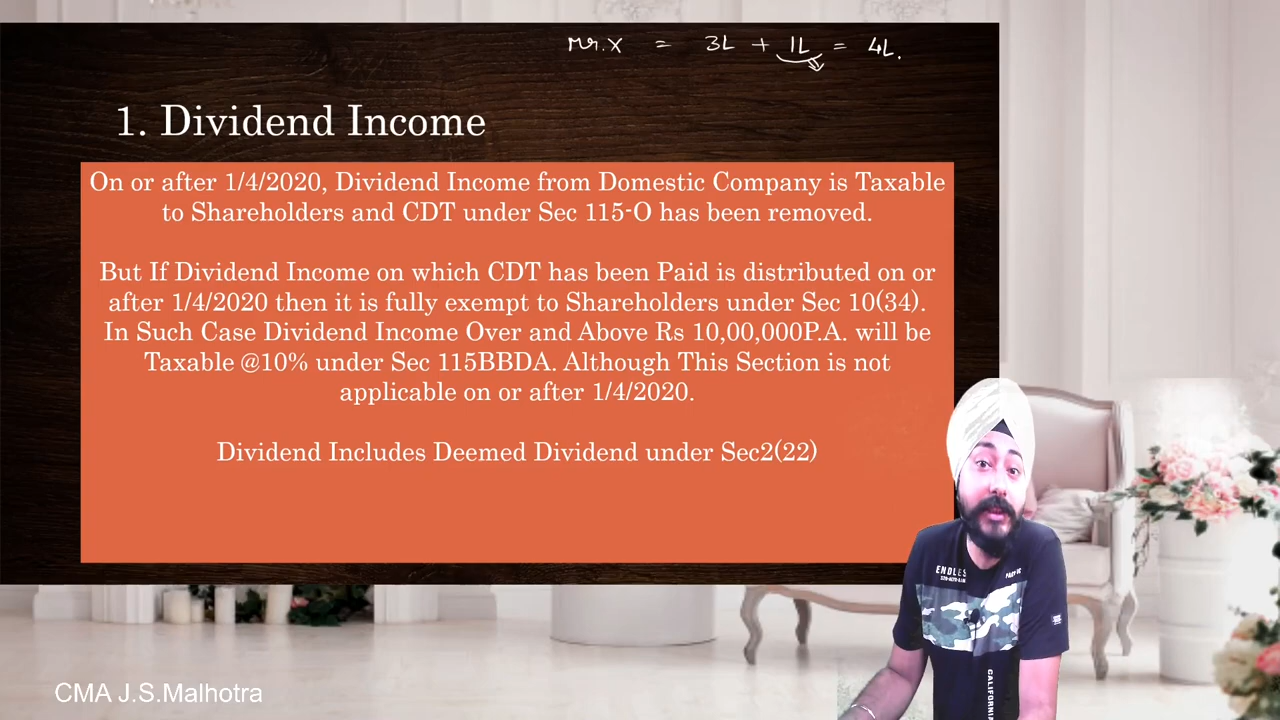 Mr. X = 3L + 1L = 4L.
1. Dividend Income
On or after 1/4/2020, Dividend Income from Domestic Company is Taxable
to Shareholders and CDT under Sec 115-O has been removed.
But If Dividend Income on which CDT has been Paid is distributed on or
after 1/4/2020 then it is fully exempt to Shareholders under Sec 10(34).
In Such Case Dividend Income Over and Above Rs 10,00,000P.A. will be
Taxable @10% under Sec 115BBDA. Although This Section is not
applicable on or after 1/4/2020.
Dividend Includes Deemed Dividend under Sec2(22)
ENDLES
CALIFORNIA
CMA J.S.Malhotra